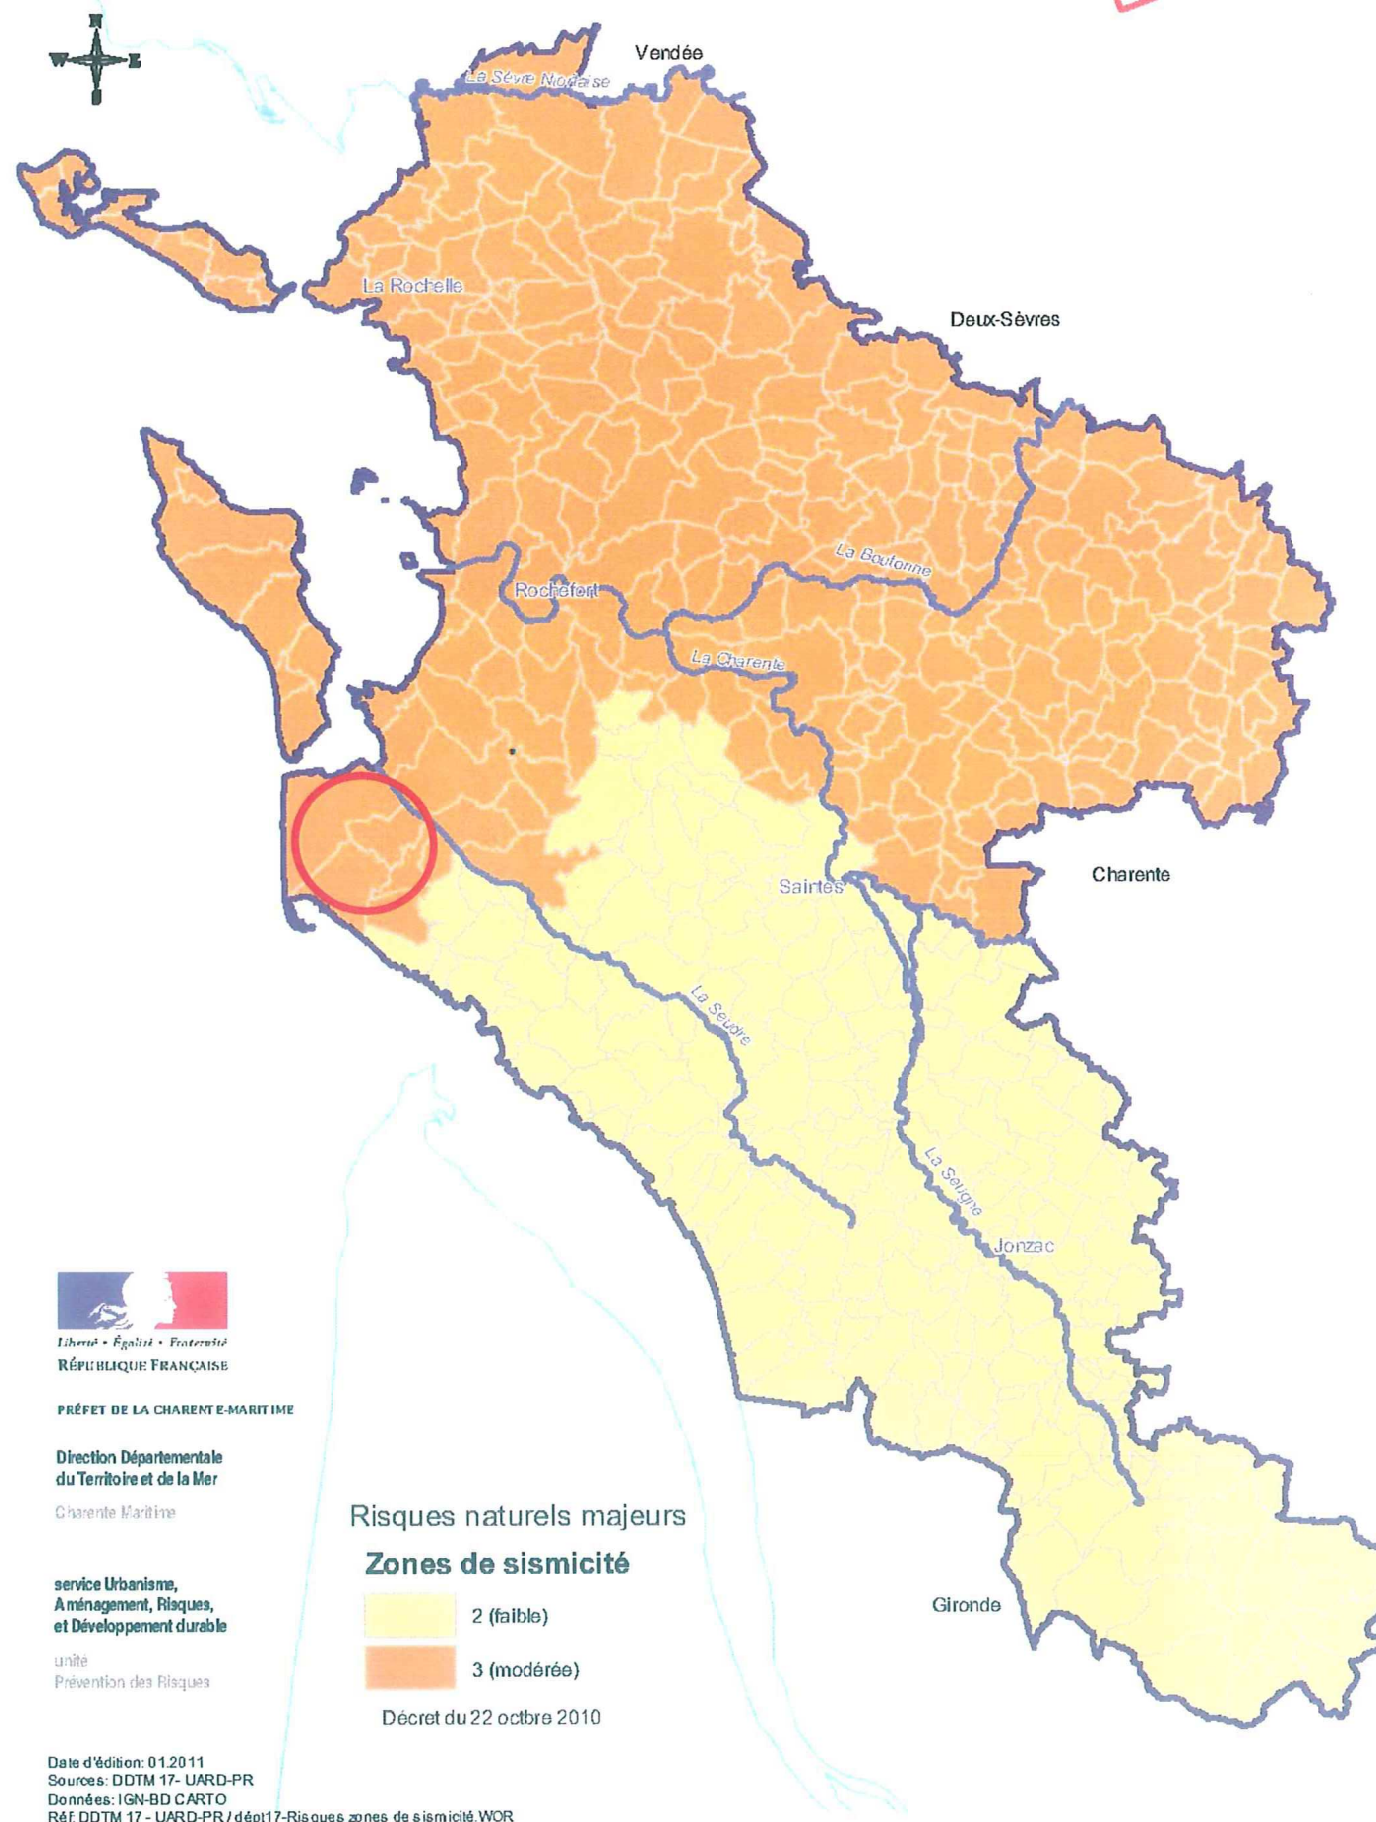 N
W
E
S
Vendée
La Sèvre Niortaise
La Rochelle
Deux-Sèvres
La Boutonne
Rochefort
La Charente
Charente
Saintes
La Seudre
La Seugne
Jonzac
Liberté • Égalité • Fraternité
RÉPUBLIQUE FRANÇAISE
PRÉFET DE LA CHARENTE-MARITIME
Direction Départementale
du Territoire et de la Mer
Charente Maritime
Risques naturels majeurs
Zones de sismicité
service Urbanisme,
Aménagement, Risques,
et Développement durable
2 (faible)
Gironde
unité
Prévention des Risques
3 (modérée)
Décret du 22 octbre 2010
Date d'édition: 01.2011
Sources: DDTM 17- UARD-PR
Données: IGN-BD CARTO
Réf: DDTM 17 - UARD-PR / dépt17-Risques zones de sismicité.WOR